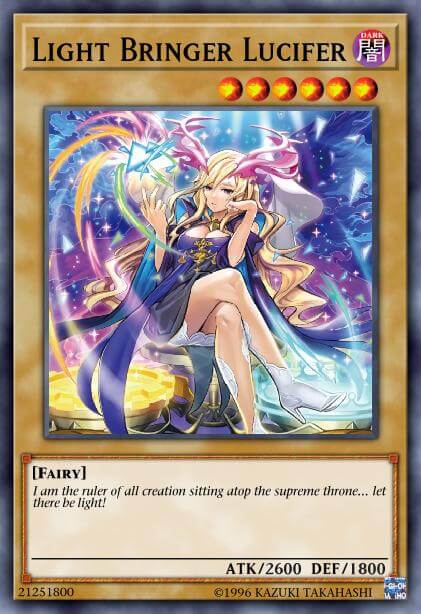 Light Bringer Lucifer
DARK
闇
[Fairy]
I am the ruler of all creation sitting atop the supreme throne... let
there be light!
ATK/2600 DEF/1800
21251800
©1996 KAZUKI TAKAHASHI